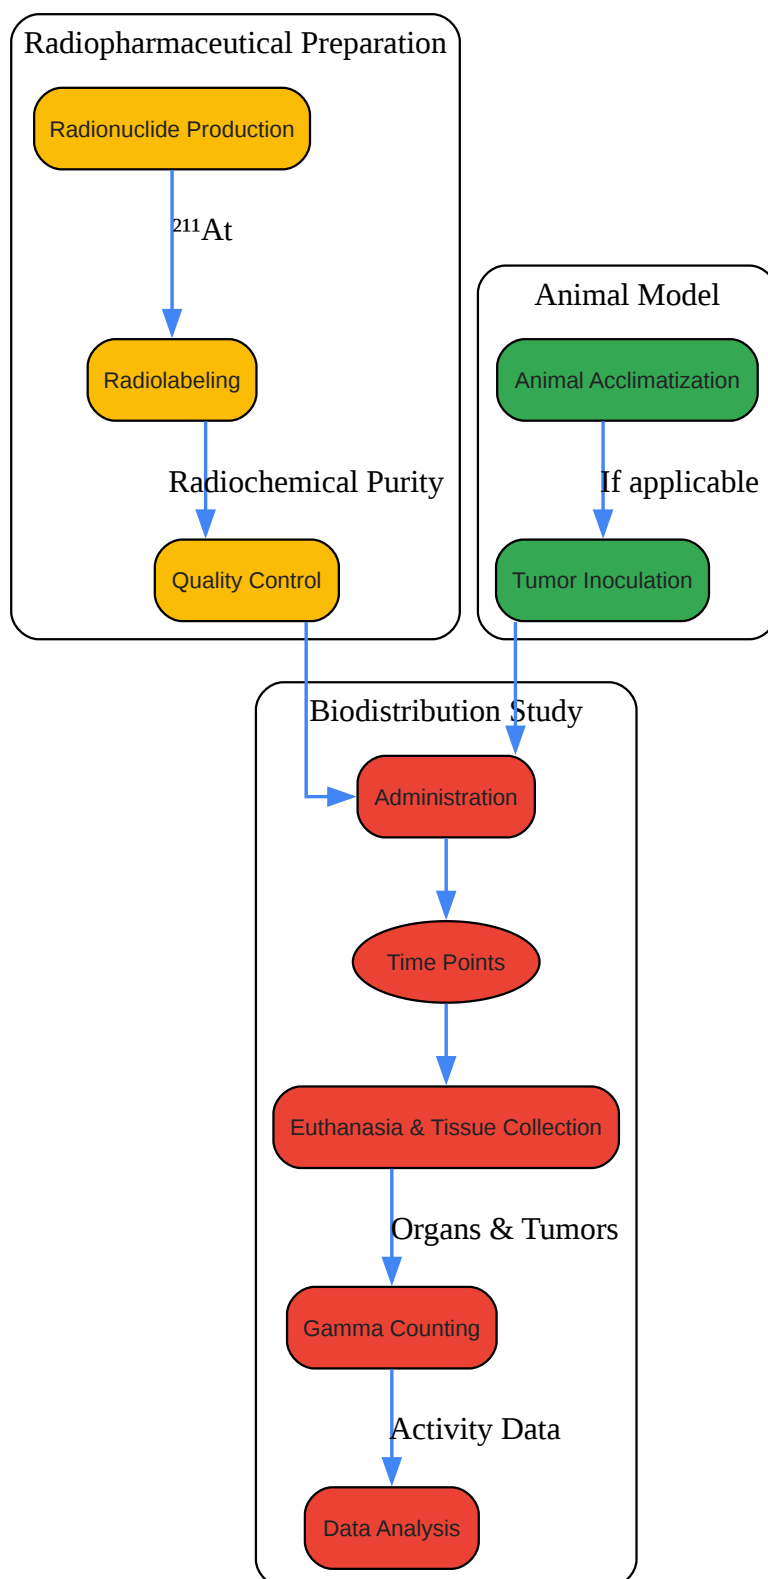 Radiopharmaceutical Preparation
Radionuclide Production
²¹¹At
Radiolabeling
Radiochemical Purity
Quality Control
Animal Model
Animal Acclimatization
If applicable
Tumor Inoculation
Biodistribution Study
Administration
Time Points
Euthanasia & Tissue Collection
Organs & Tumors
Gamma Counting
Activity Data
Data Analysis